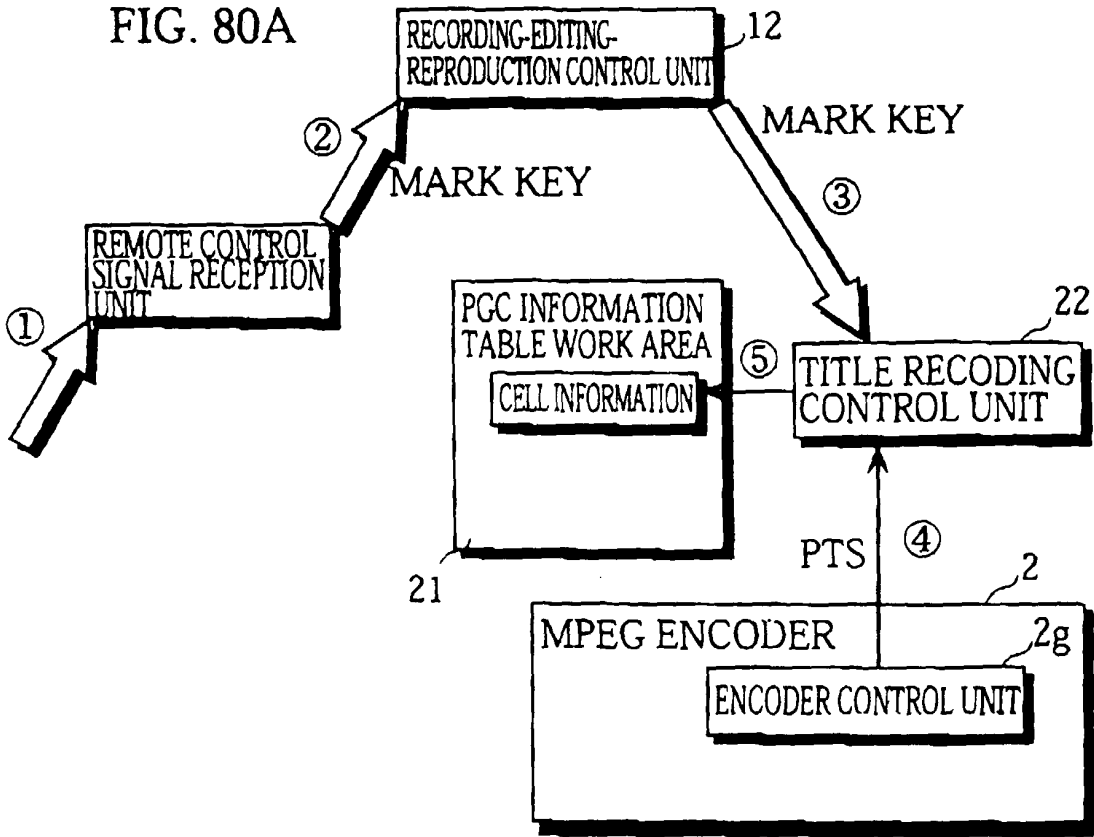 FIG. 80A
RECORDING-EDITING-
REPRODUCTION CONTROL UNIT
12
②
MARK KEY
MARK KEY
③
REMOTE CONTROL
SIGNAL RECEPTION
UNIT
①
PGC INFORMATION
TABLE WORK AREA
CELL INFORMATION
⑤
22
TITLE RECODING
CONTROL UNIT
21
PTS
④
2
MPEG ENCODER
2g
ENCODER CONTROL UNIT